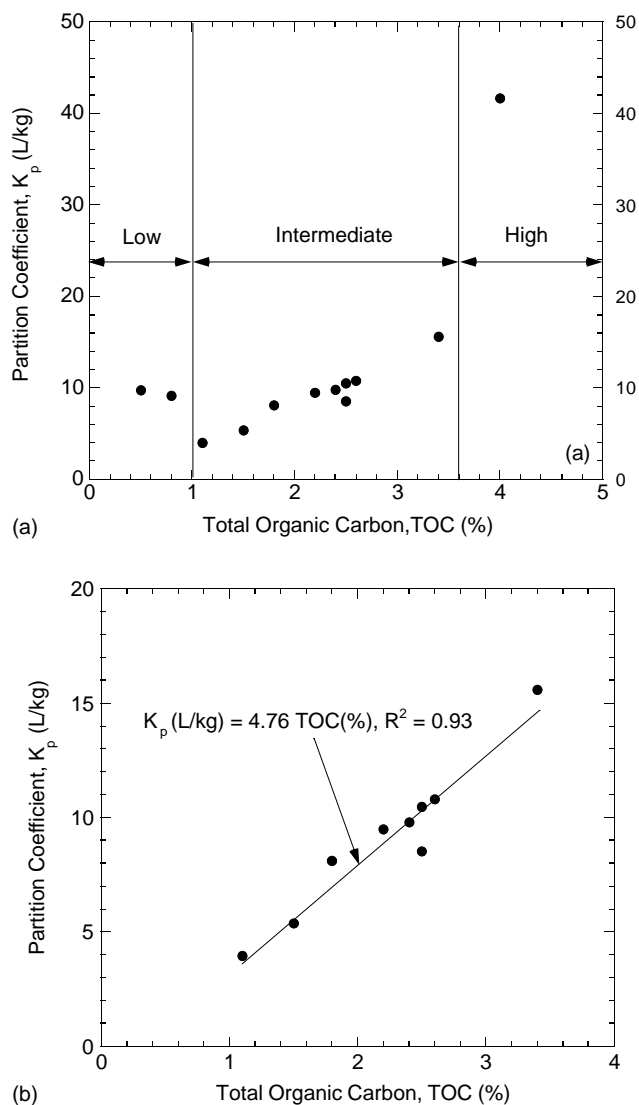 50
40
30
20
10
0
50
40
30
20
10
0
Partition Coefficient, K_p (L/kg)
Low
Intermediate
High
(a)
0 1 2 3 4 5
(a)
Total Organic Carbon,TOC (%)
20
15
10
5
0
Partition Coefficient, K_p (L/kg)
K_p (L/kg) = 4.76 TOC(%), R² = 0.93
0 1 2 3 4
(b)
Total Organic Carbon, TOC (%)